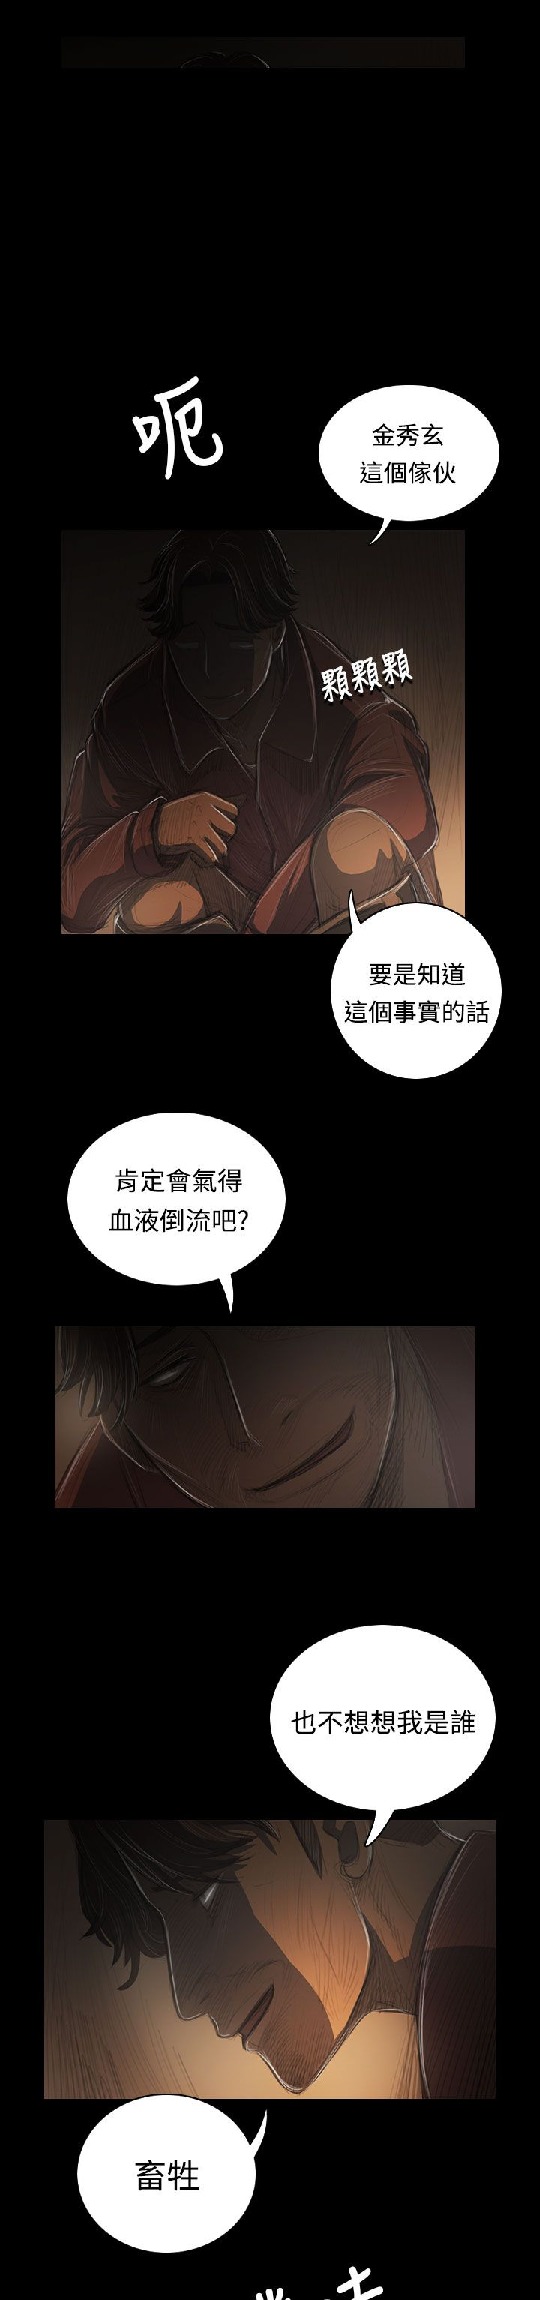 呃
金秀玄
這個傢伙
顆顆顆
要是知道
這個事實的話
肯定會氣得
血液倒流吧?
也不想想我是誰
畜牲